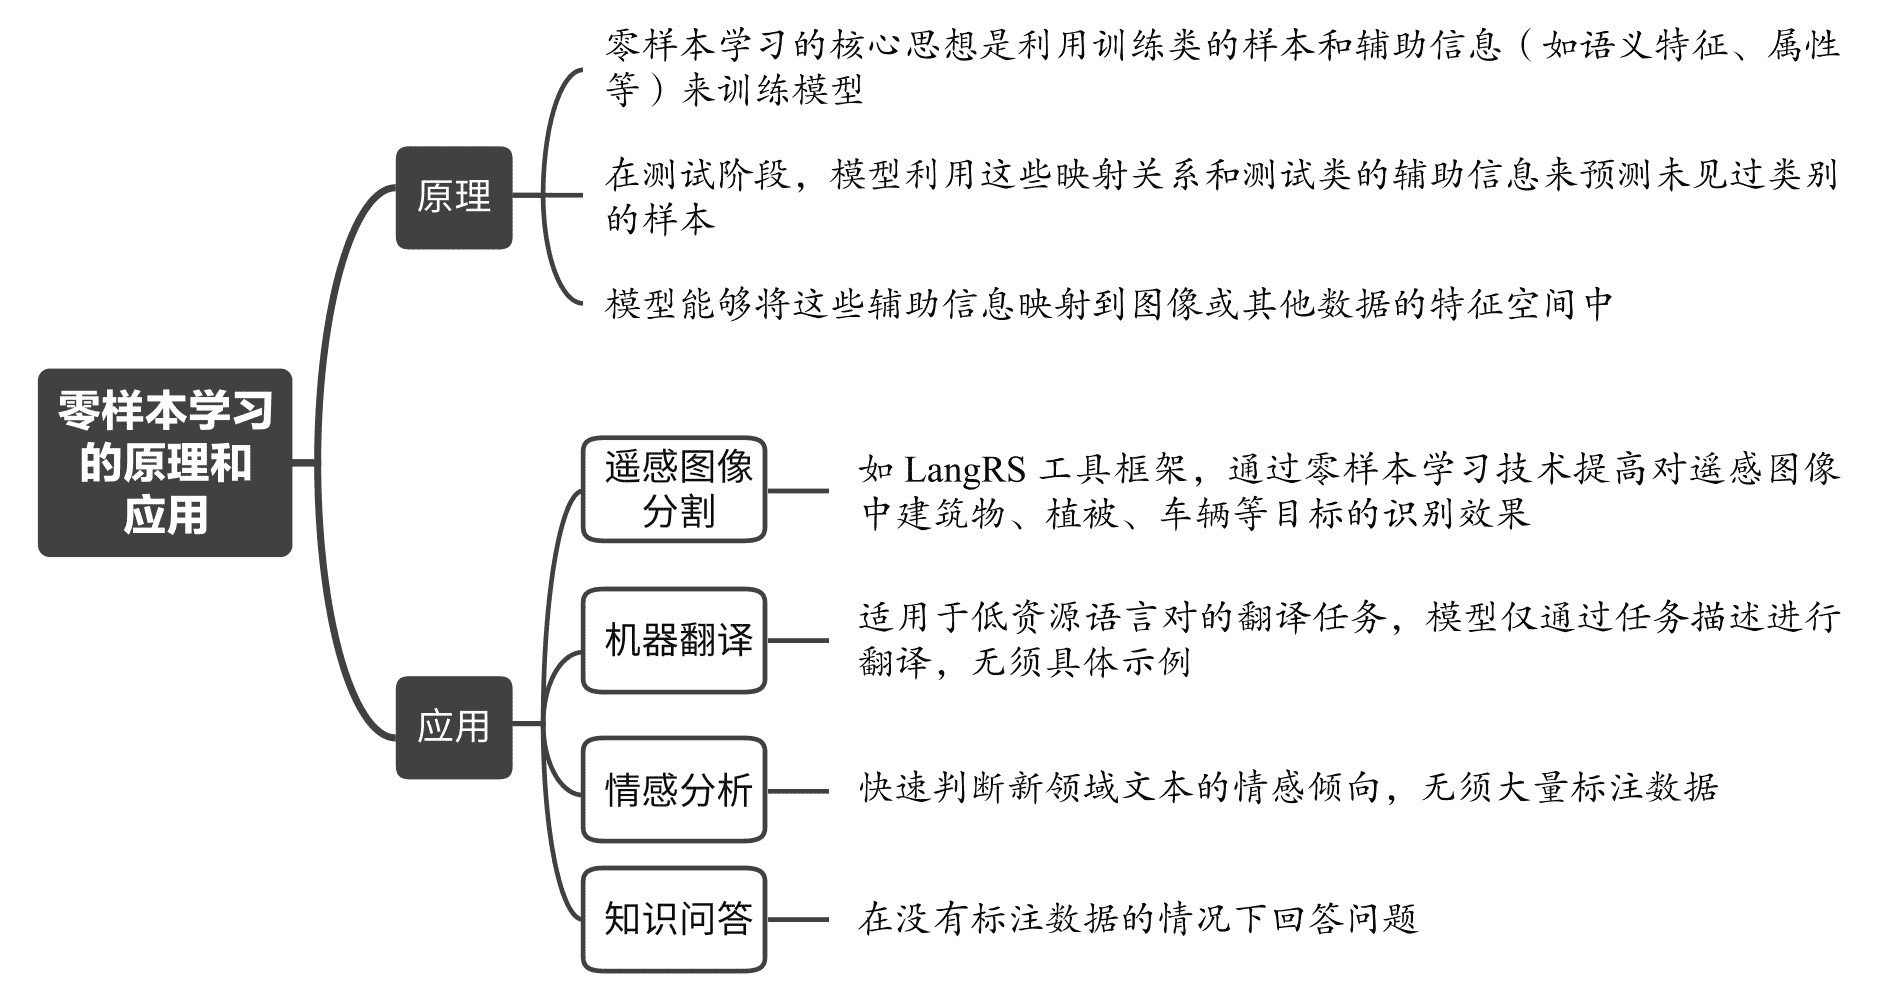 零样本学习
的原理和
应用
原理
零样本学习的核心思想是利用训练类的样本和辅助信息（如语义特征、属性
等）来训练模型
在测试阶段，模型利用这些映射关系和测试类的辅助信息来预测未见过类别
的样本
模型能够将这些辅助信息映射到图像或其他数据的特征空间中
应用
遥感图像
分割
如 LangRS 工具框架，通过零样本学习技术提高对遥感图像
中建筑物、植被、车辆等目标的识别效果
机器翻译
适用于低资源语言对的翻译任务，模型仅通过任务描述进行
翻译，无须具体示例
情感分析
快速判断新领域文本的情感倾向，无须大量标注数据
知识问答
在没有标注数据的情况下回答问题